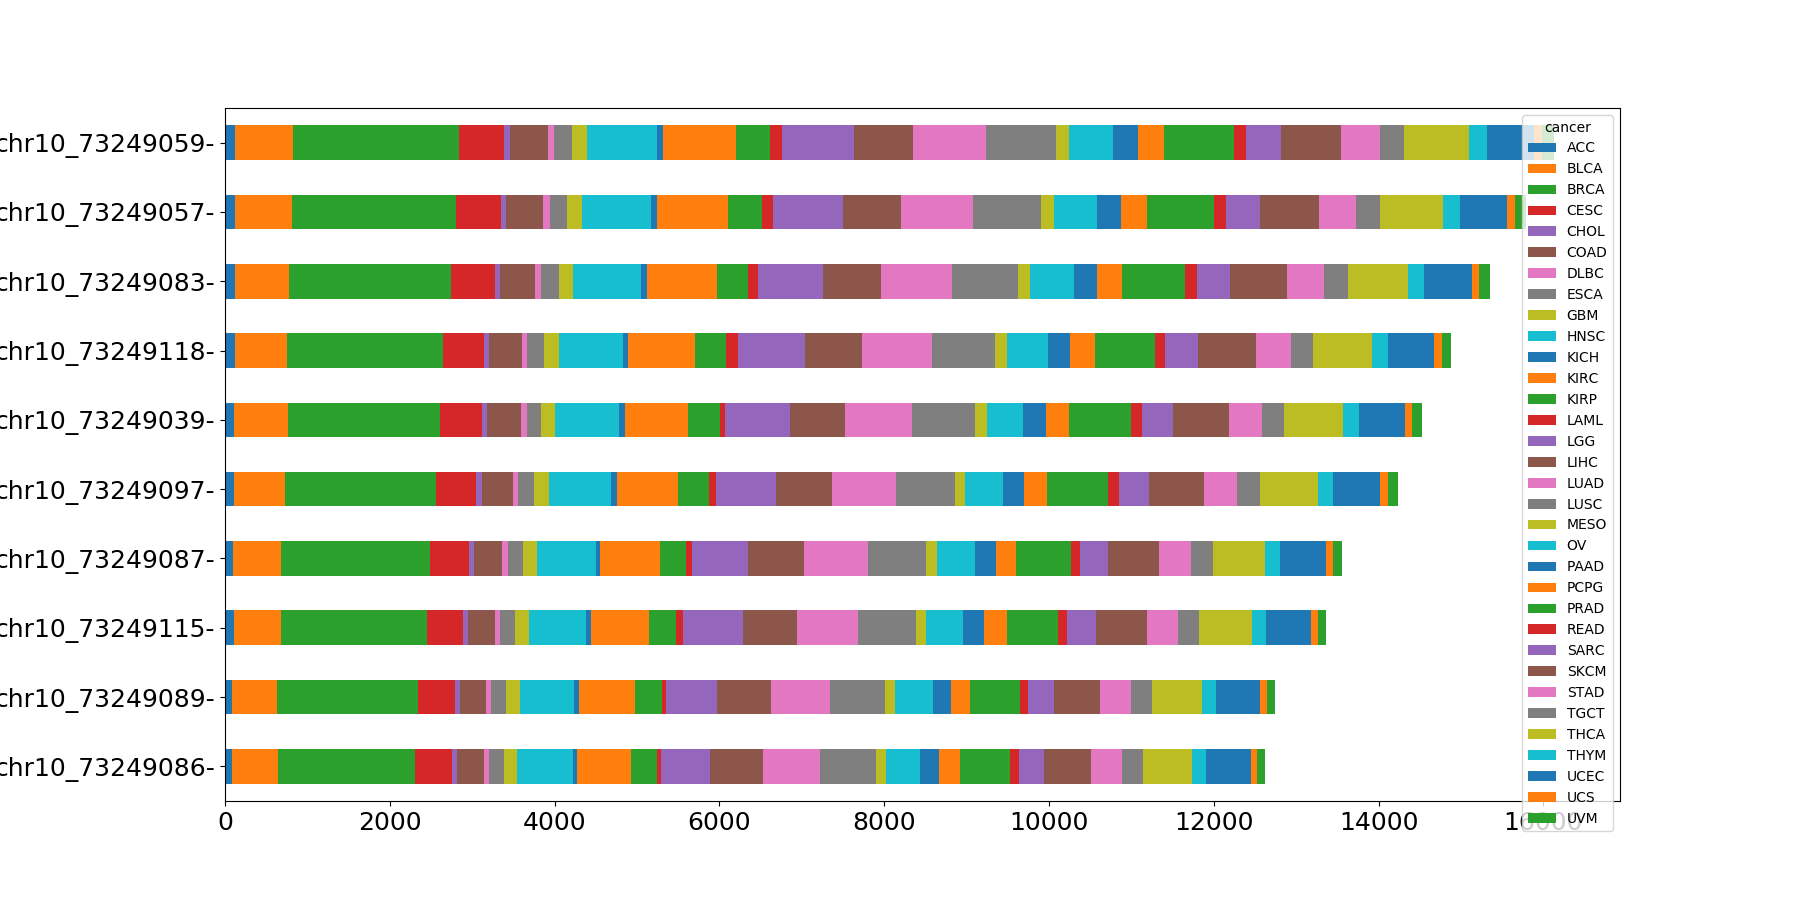 chr10_73249059-
chr10_73249057-
chr10_73249083-
chr10_73249118-
chr10_73249039-
chr10_73249097-
chr10_73249087-
chr10_73249115-
chr10_73249089-
chr10_73249086-
0 2000 4000 6000 8000 10000 12000 14000 16000
cancer
ACC
BLCA
BRCA
CESC
CHOL
COAD
DLBC
ESCA
GBM
HNSC
KICH
KIRC
KIRP
LAML
LGG
LIHC
LUAD
LUSC
MESO
OV
PAAD
PCPG
PRAD
READ
SARC
SKCM
STAD
TGCT
THCA
THYM
UCEC
UCS
UVM